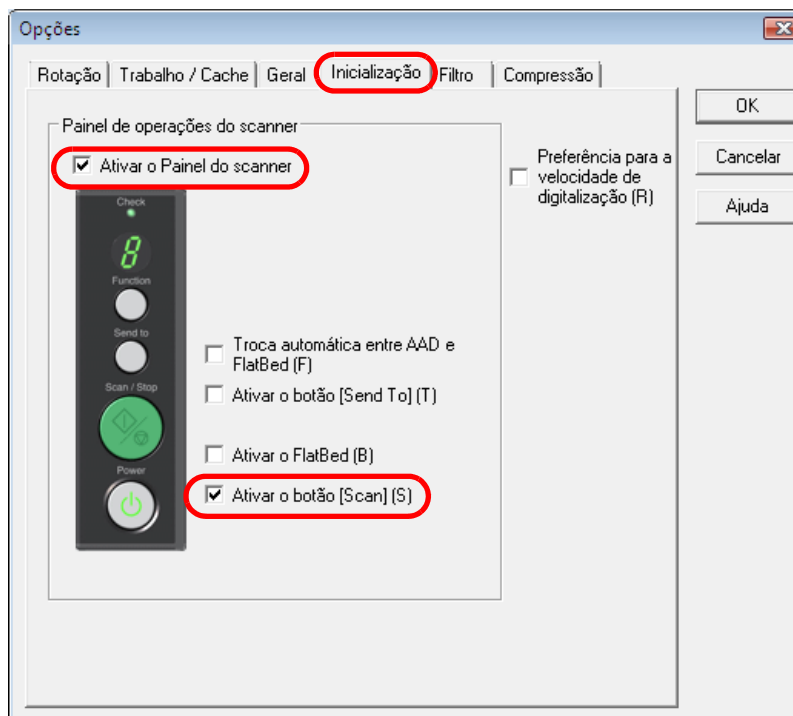 Opções
Rotação
Trabalho / Cache
Geral
Inicialização
Filtro
Compressão
OK
Cancelar
Ajuda
Painel de operações do scanner
Ativar o Painel do scanner
Preferência para a
velocidade de
digitalização (R)
Check
8
Function
Send to
Scan / Stop
Power
Troca automática entre AAD e
FlatBed (F)
Ativar o botão [Send To] (T)
Ativar o FlatBed (B)
Ativar o botão [Scan] (S)